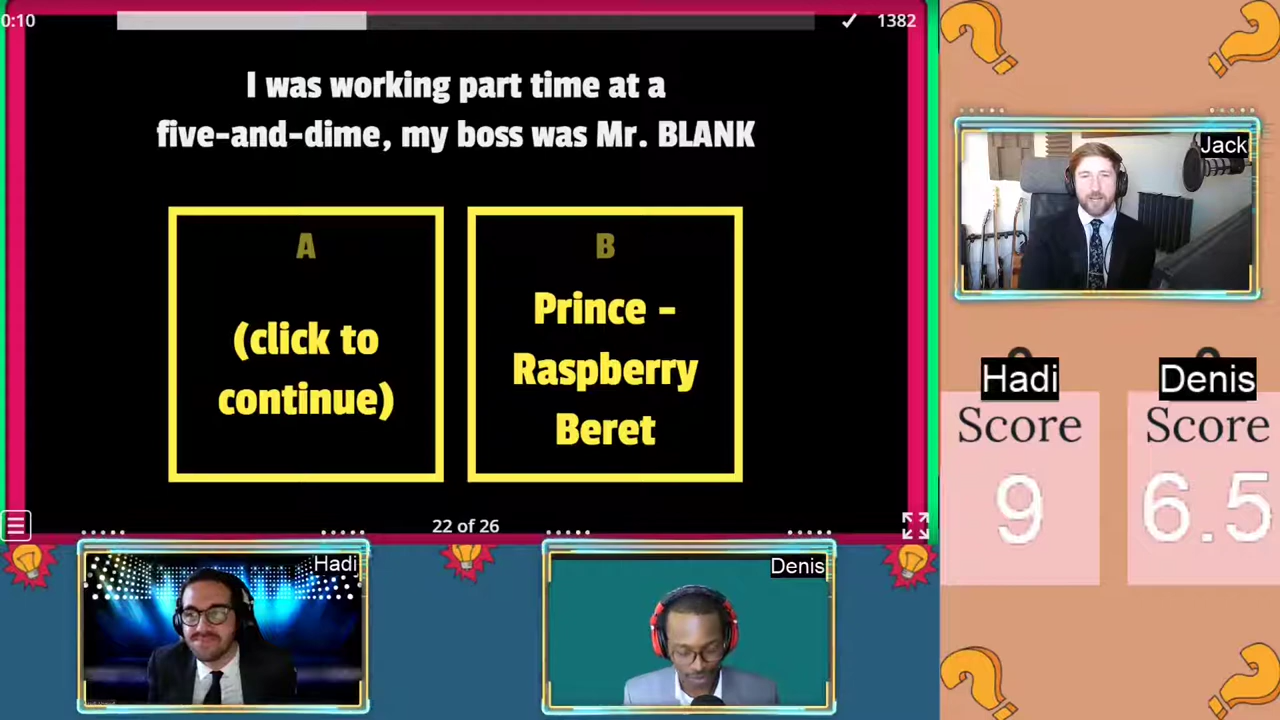 0:10
1382
I was working part time at a
five-and-dime, my boss was Mr. BLANK
A
(click to
continue)
B
Prince -
Raspberry
Beret
22 of 26
Jack
Hadi
Score
9
Denis
Score
6.5
Hadi
Denis